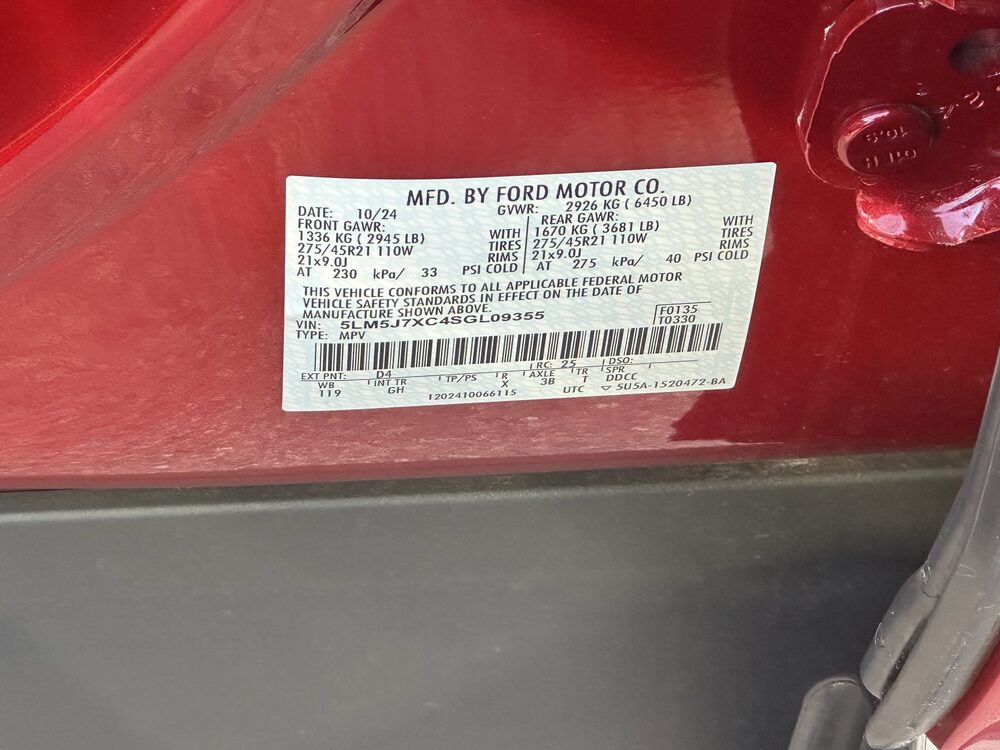 MFD. BY FORD MOTOR CO.
DATE: 10/24 GVWR: 2926 KG ( 6450 LB)
FRONT GAWR: REAR GAWR:
1336 KG ( 2945 LB) WITH 1670 KG ( 3681 LB) WITH
275/45R21 110W TIRES 275/45R21 110W TIRES
21x9.0J RIMS 21x9.0J RIMS
AT 230 kPa/ 33 PSI COLD AT 275 kPa/ 40 PSI COLD
THIS VEHICLE CONFORMS TO ALL APPLICABLE FEDERAL MOTOR
VEHICLE SAFETY STANDARDS IN EFFECT ON THE DATE OF
MANUFACTURE SHOWN ABOVE.
VIN: 5LM5J7XC4SGL09355 F0135
TYPE: MPV T0330
EXT PNT: D4 RC: 25 DSO:
WB INT TR TP/PS R AXLE TR SPR
119 GH X 3B T DDCC
1202410066115 UTC ▽ SU5A-1520472-BA
10.9